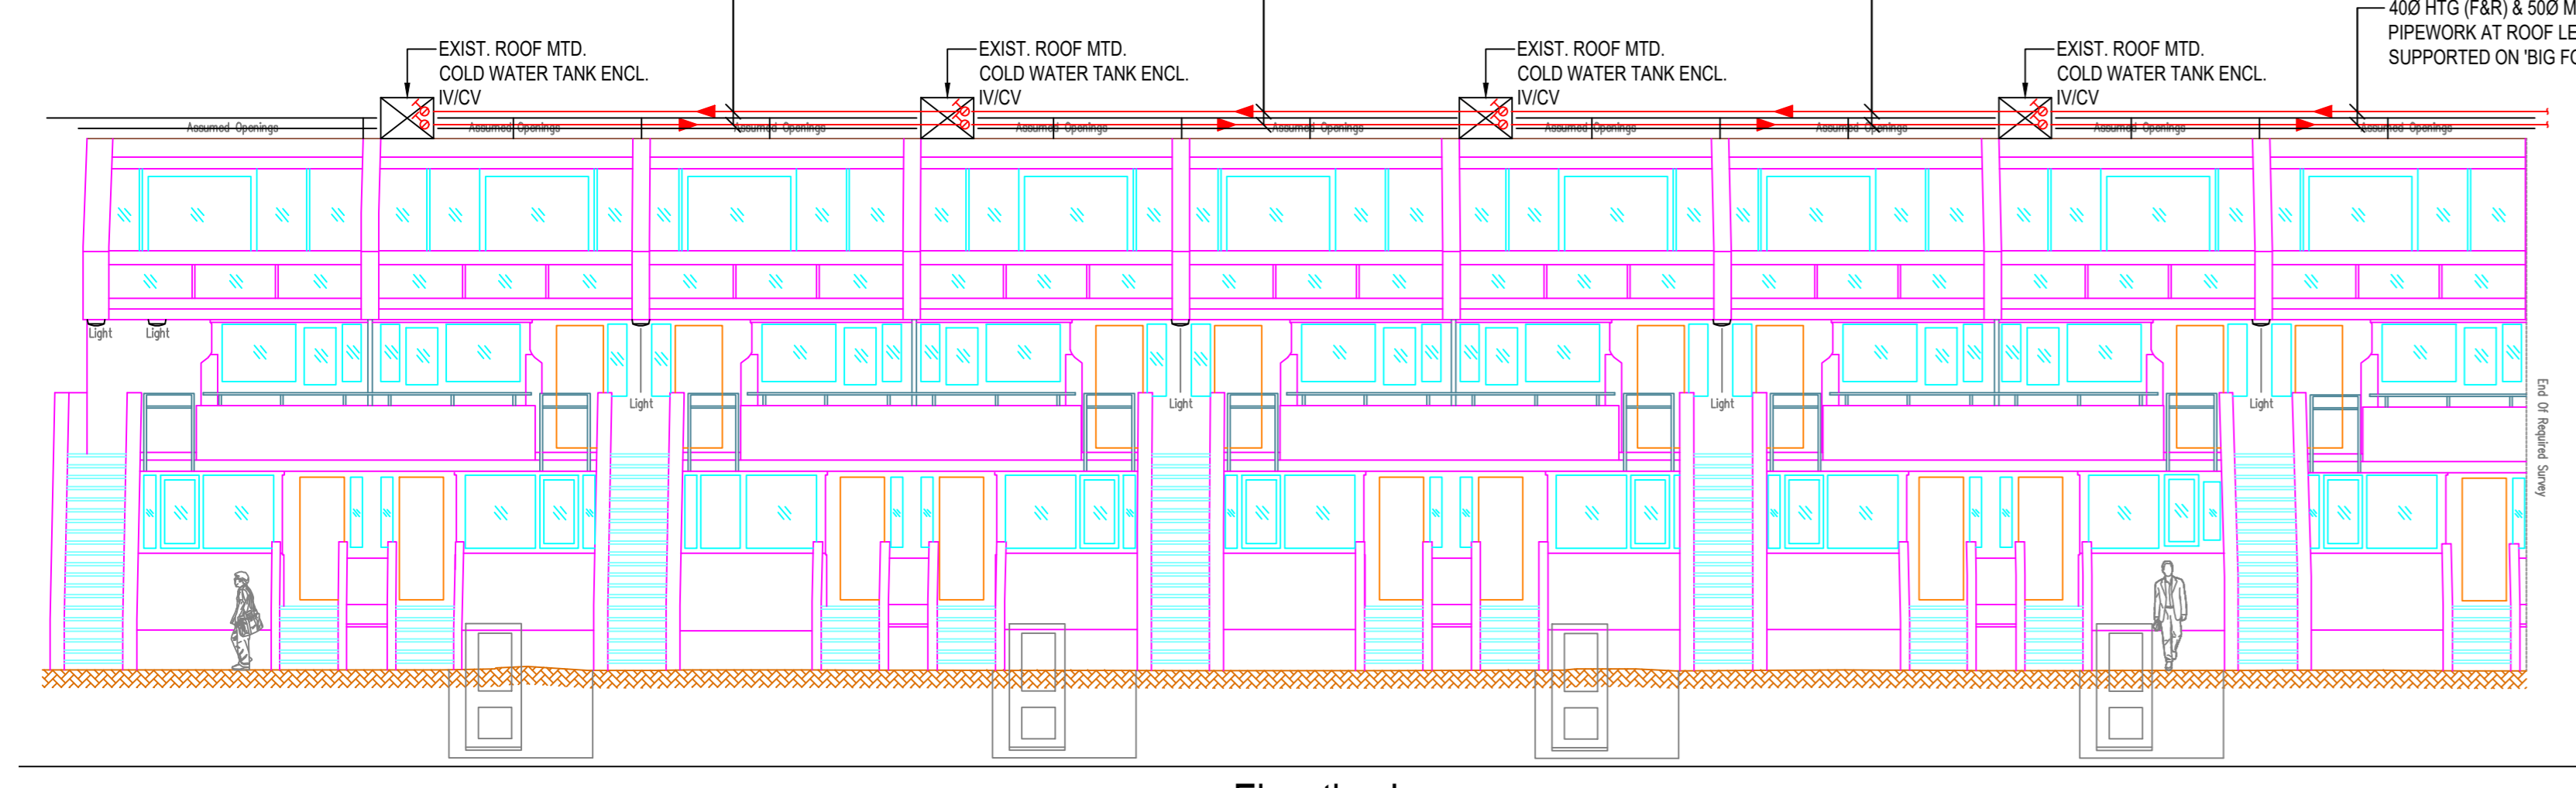 40Ø HTG (F&R) & 50Ø M
PIPEWORK AT ROOF LE
SUPPORTED ON 'BIG FO
EXIST. ROOF MTD.
COLD WATER TANK ENCL.
IV/CV
EXIST. ROOF MTD.
COLD WATER TANK ENCL.
IV/CV
EXIST. ROOF MTD.
COLD WATER TANK ENCL.
IV/CV
EXIST. ROOF MTD.
COLD WATER TANK ENCL.
IV/CV
Assumed Openings
Assumed Openings
Assumed Openings
Assumed Openings
Assumed Openings
Assumed Openings
Assumed Openings
Assumed Openings
Assumed Openings
Light
Light
Light
Light
Light
Light
End Of Required Survey